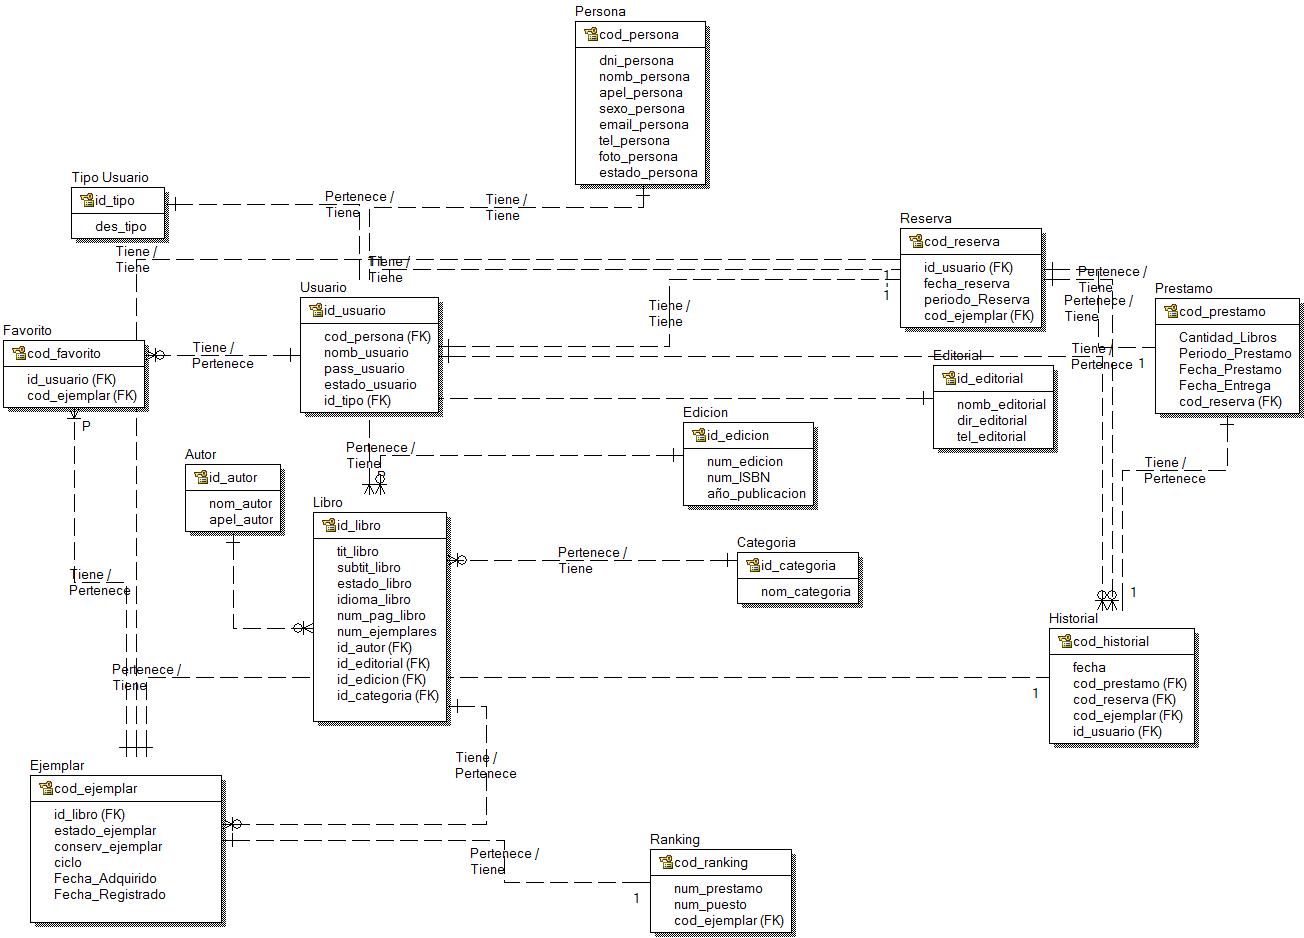 Persona
cod_persona
dni_persona
nomb_persona
apel_persona
sexo_persona
email_persona
tel_persona
foto_persona
estado_persona
Tipo Usuario
id_tipo
des_tipo
Pertenece /
Tiene
Tiene /
Tiene
Reserva
cod_reserva
id_usuario (FK)
fecha_reserva
periodo_Reserva
cod_ejemplar (FK)
Tiene /
Tiene
Tiene /
Tiene
1
1
Pertenece /
Tiene
Pertenece /
Tiene
Prestamo
cod_prestamo
Cantidad_Libros
Periodo_Prestamo
Fecha_Prestamo
Fecha_Entrega
cod_reserva (FK)
Usuario
id_usuario
cod_persona (FK)
nomb_usuario
pass_usuario
estado_usuario
id_tipo (FK)
Tiene /
Tiene
Favorito
cod_favorito
id_usuario (FK)
cod_ejemplar (FK)
P
Tiene /
Pertenece
Tiene /
Pertenece
1
Editorial
id_editorial
nomb_editorial
dir_editorial
tel_editorial
Edicion
id_edicion
num_edicion
num_ISBN
año_publicacion
Pertenece /
Tiene
P
Autor
id_autor
nom_autor
apel_autor
Tiene /
Pertenece
Libro
id_libro
tit_libro
subtit_libro
estado_libro
idioma_libro
num_pag_libro
num_ejemplares
id_autor (FK)
id_editorial (FK)
id_edicion (FK)
id_categoria (FK)
Pertenece /
Tiene
Categoria
id_categoria
nom_categoria
Tiene /
Pertenece
1
Historial
cod_historial
fecha
cod_prestamo (FK)
cod_reserva (FK)
cod_ejemplar (FK)
id_usuario (FK)
Pertenece /
Tiene
1
Tiene /
Pertenece
Ejemplar
cod_ejemplar
id_libro (FK)
estado_ejemplar
conserv_ejemplar
ciclo
Fecha_Adquirido
Fecha_Registrado
Pertenece /
Tiene
1
Ranking
cod_ranking
num_prestamo
num_puesto
cod_ejemplar (FK)